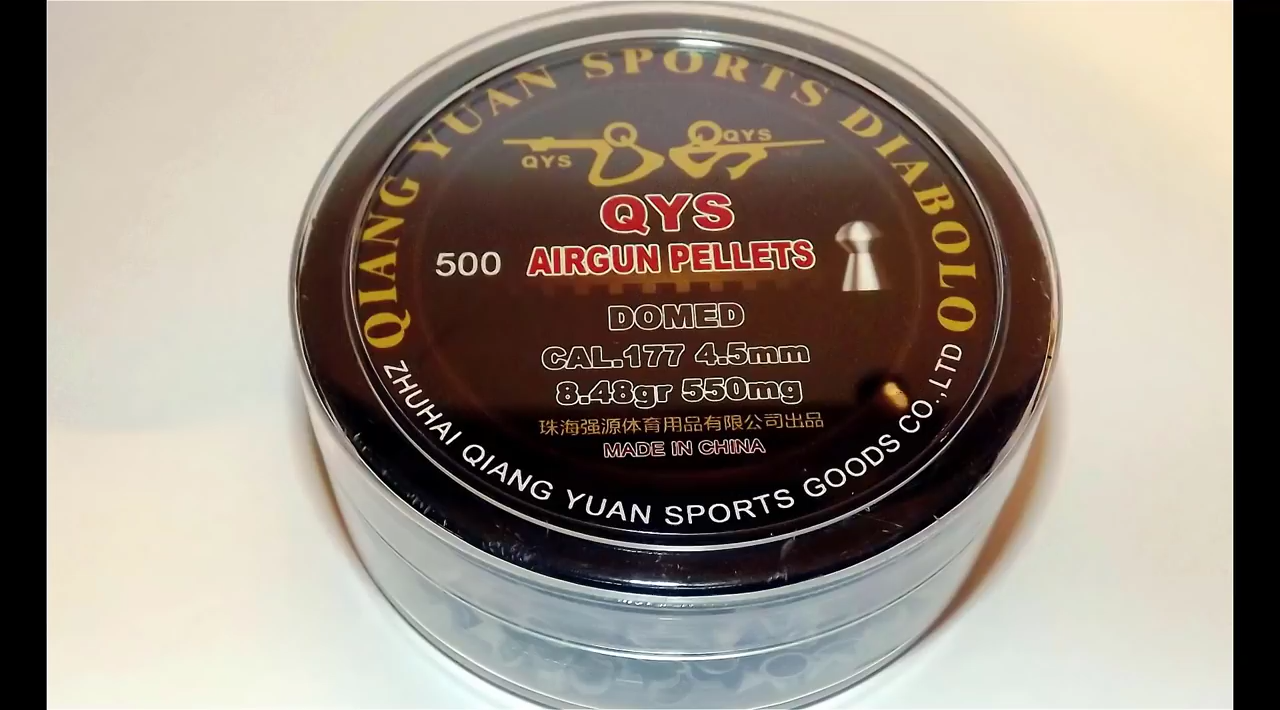 QIANG YUAN SPORTS DIABOLO
QYS
QYS
QYS
500
AIRGUN PELLETS
DOMED
CAL.177 4.5mm
8.48gr 550mg
珠海强源体育用品有限公司出品
MADE IN CHINA
ZHUHAI QIANG YUAN SPORTS GOODS CO.,LTD